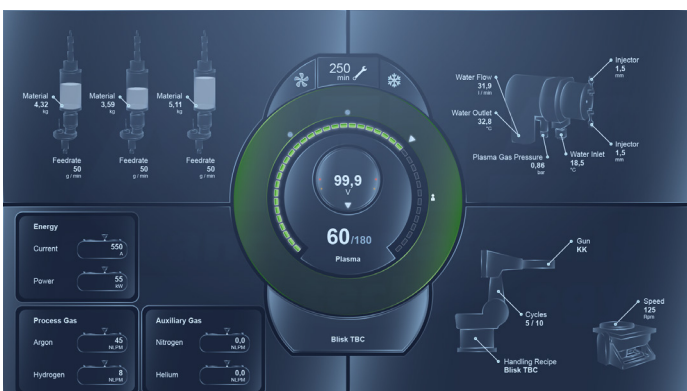 Material
4,32
kg
Material
3,59
kg
Material
5,11
kg
Feedrate
50
g / min
Feedrate
50
g / min
Feedrate
50
g / min
250
min
99,9
V
60/180
Plasma
Blisk TBC
Injector
1,5
mm
Water Flow
31,9
l / min
Water Outlet
32,8
°C
Plasma Gas Pressure
0,86
bar
Water Inlet
18,5
°C
Injector
1,5
mm
Energy
Current
550
A
Power
55
kW
Process Gas
Argon
45
NLPM
Hydrogen
8
NLPM
Auxiliary Gas
Nitrogen
0,0
NLPM
Helium
0,0
NLPM
Gun
KK
Cycles
5 / 10
Handling Recipe
Blisk TBC
Speed
125
Rpm